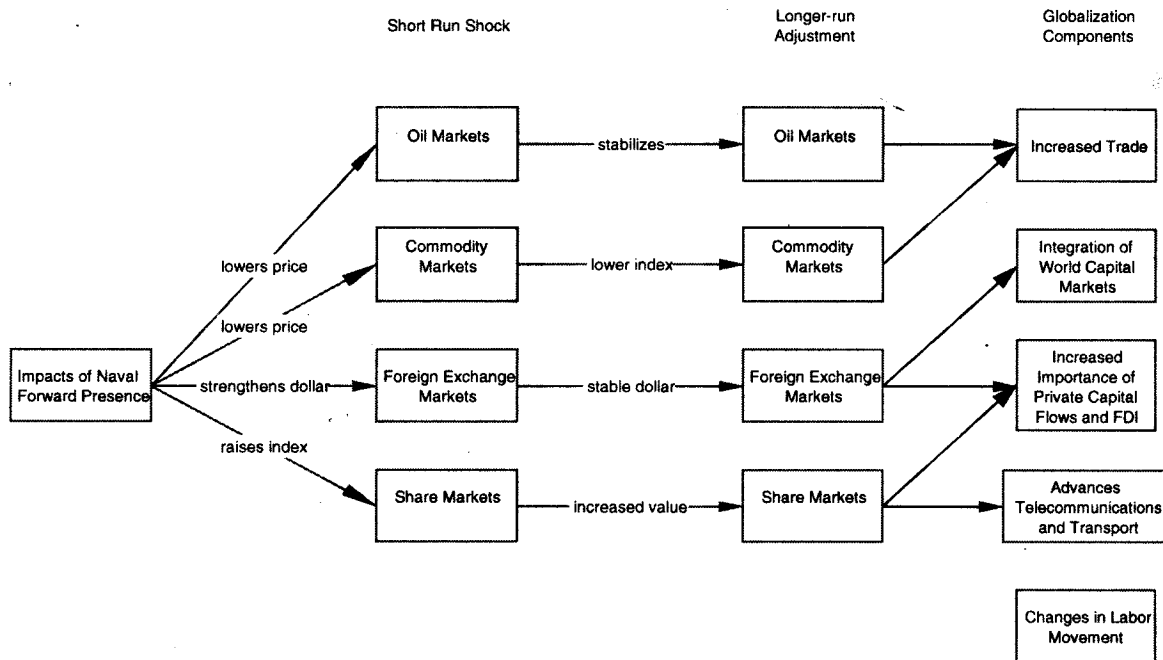 Short Run Shock
Longer-run
Adjustment
Globalization
Components
Oil Markets
stabilizes
Oil Markets
Increased Trade
lowers price
Commodity
Markets
lower index
Commodity
Markets
Integration of
World Capital
Markets
lowers price
Impacts of Naval
Forward Presence
strengthens dollar
Foreign Exchange
Markets
stable dollar
Foreign Exchange
Markets
Increased
Importance of
Private Capital
Flows and FDI
raises index
Share Markets
increased value
Share Markets
Advances
Telecommunications
and Transport
Changes in Labor
Movement